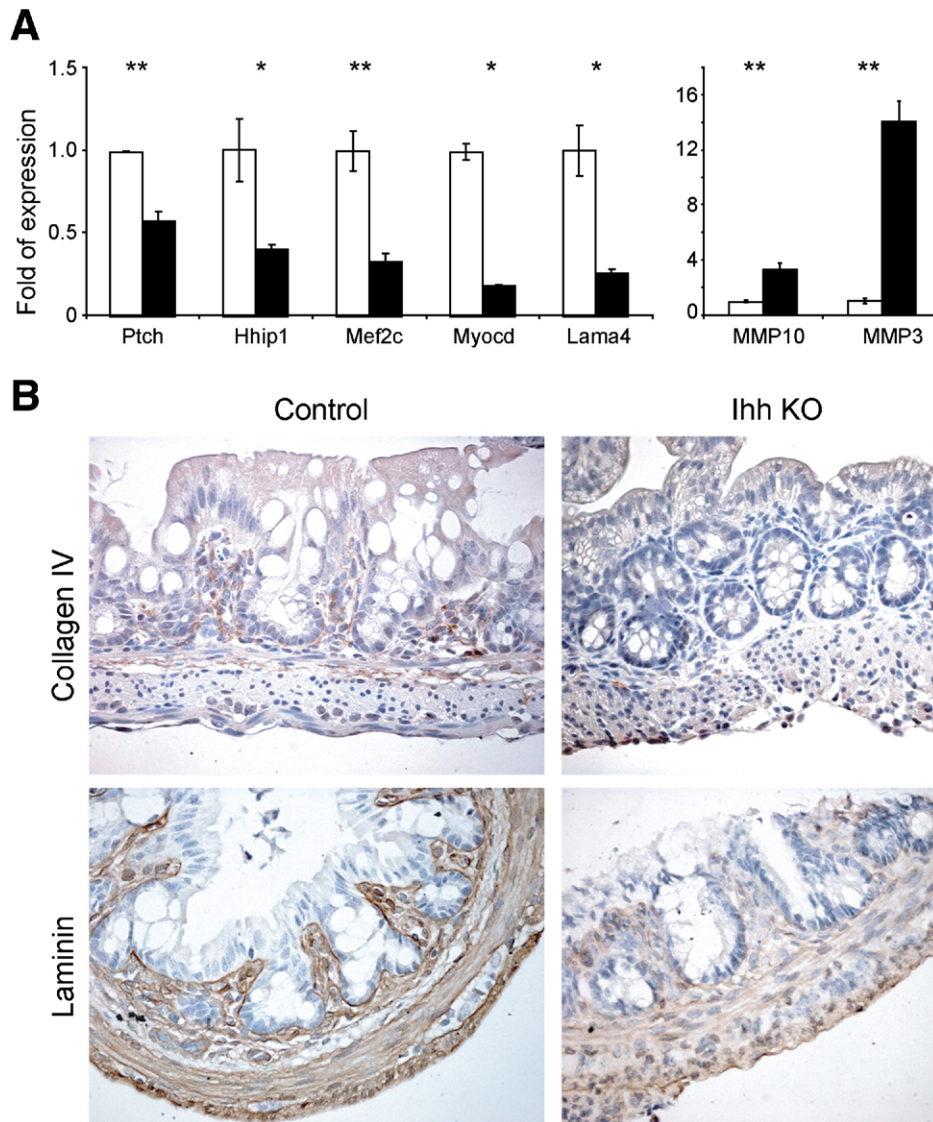 A
Fold of expression
1.5
1.0
0.5
0
** * ** * *
Ptch Hhip1 Mef2c Myocd Lama4
16
12
8
4
0
** **
MMP10 MMP3
B
Control Ihh KO
Collagen IV
Laminin